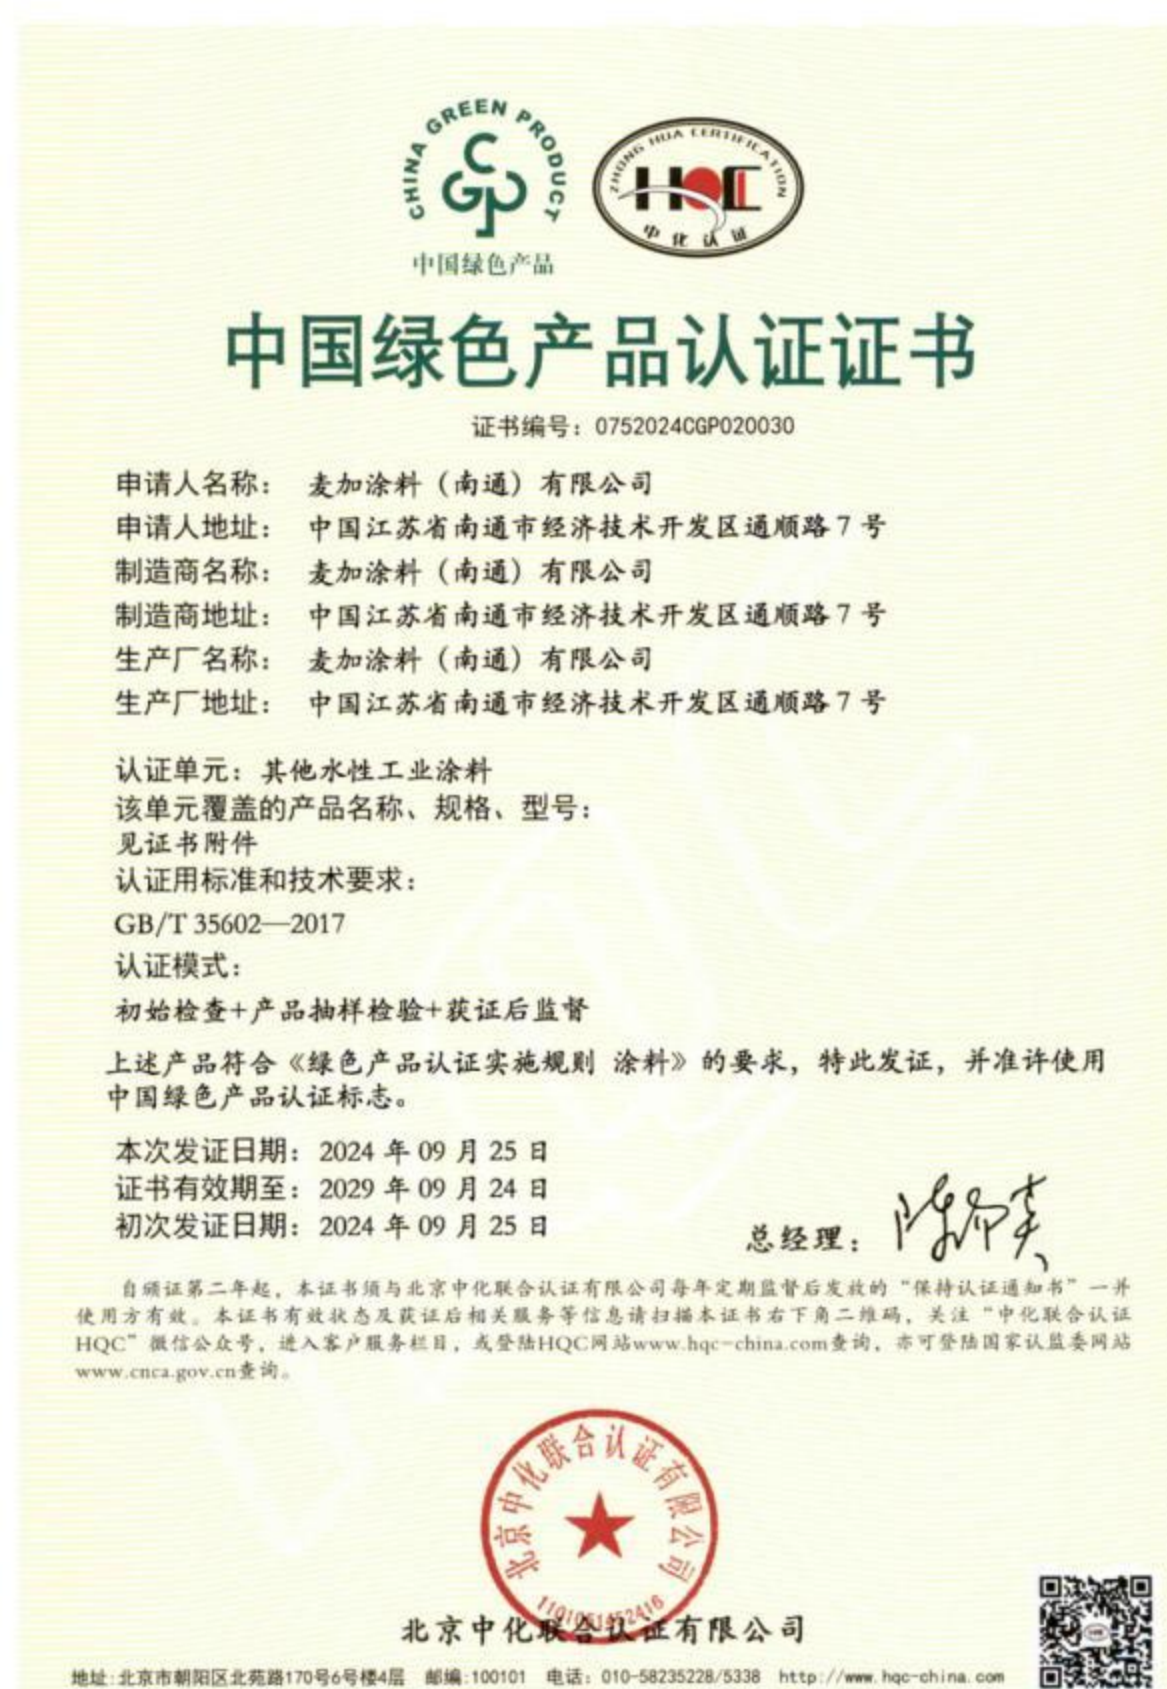 CHINA GREEN PRODUCT
CGP
中国绿色产品
ZHONG HUA CERTIFICATION
HQC
中化认证
中国绿色产品认证证书
证书编号：0752024CGP020030
申请人名称： 麦加涂料（南通）有限公司
申请人地址： 中国江苏省南通市经济技术开发区通顺路7号
制造商名称： 麦加涂料（南通）有限公司
制造商地址： 中国江苏省南通市经济技术开发区通顺路7号
生产厂名称： 麦加涂料（南通）有限公司
生产厂地址： 中国江苏省南通市经济技术开发区通顺路7号
认证单元：其他水性工业涂料
该单元覆盖的产品名称、规格、型号：
见证书附件
认证用标准和技术要求：
GB/T 35602—2017
认证模式：
初始检查+产品抽样检验+获证后监督
上述产品符合《绿色产品认证实施规则 涂料》的要求，特此发证，并准许使用
中国绿色产品认证标志。
本次发证日期：2024 年 09 月 25 日
证书有效期至：2029 年 09 月 24 日
初次发证日期：2024 年 09 月 25 日
总经理：
自颁证第二年起，本证书须与北京中化联合认证有限公司每年定期监督后发放的“保持认证通知书”一并
使用方有效。本证书有效状态及获证后相关服务等信息请扫描本证书右下角二维码，关注“中化联合认证
HQC”微信公众号，进入客户服务栏目，或登陆HQC网站www.hqc-china.com查询，亦可登陆国家认监委网站
www.cnca.gov.cn查询。
北京中化联合认证有限公司
北京中化联合认证有限公司
地址:北京市朝阳区北苑路170号6号楼4层 邮编:100101 电话：010-58235228/5338 http://www.hqc-china.com